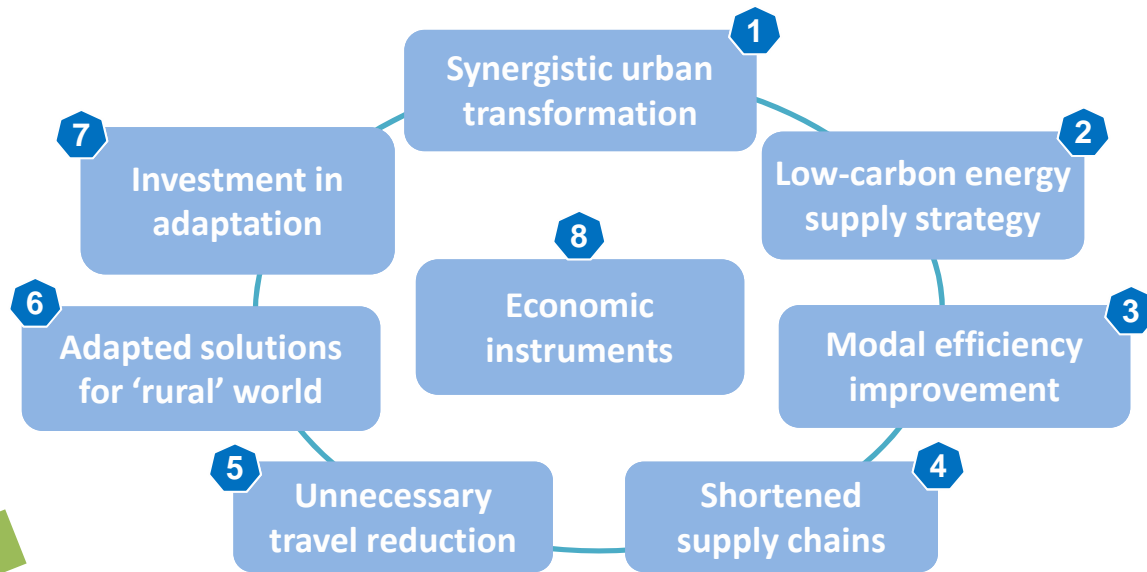 1
Synergistic urban
transformation
2
Low-carbon energy
supply strategy
3
Modal efficiency
improvement
4
Shortened
supply chains
5
Unnecessary
travel reduction
6
Adapted solutions
for ‘rural’ world
7
Investment in
adaptation
8
Economic
instruments